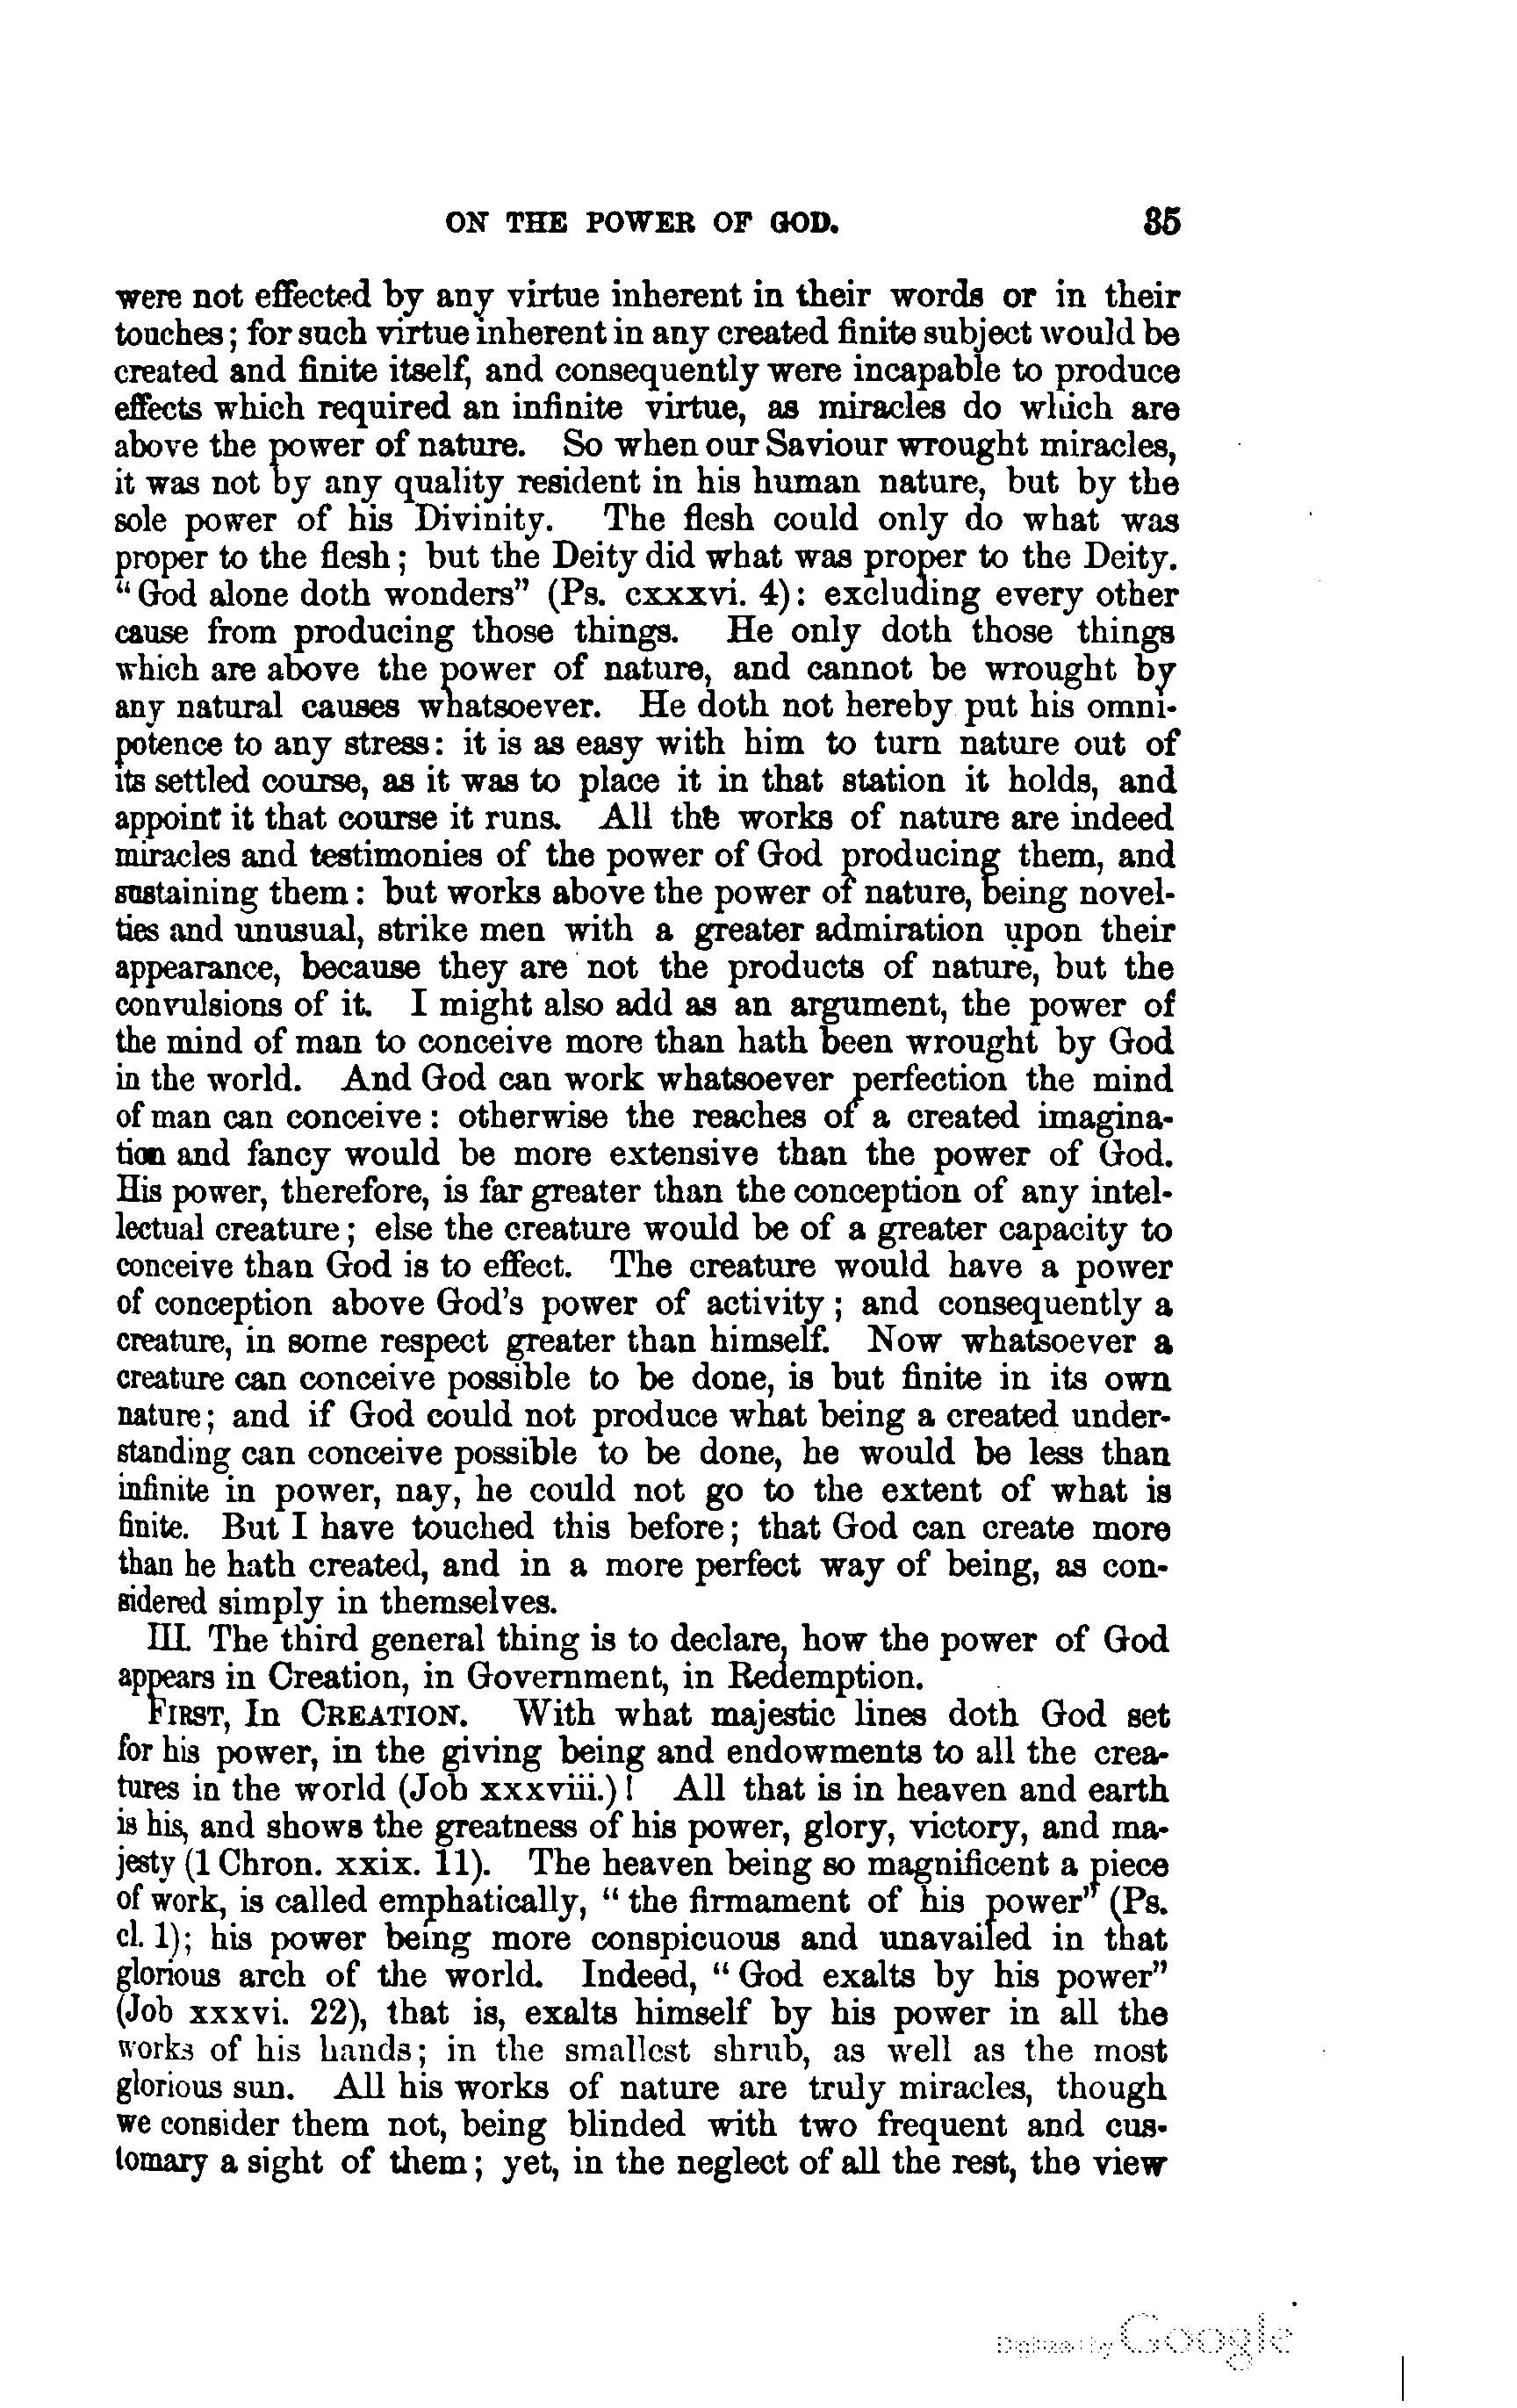 ON THE POWER OF GOD. 35
were not effected by any virtue inherent in their words or in their
touches; for such virtue inherent in any created finite subject would be
created and finite itself, and consequently were incapable to produce
effects which required an infinite virtue, as miracles do which are
above the power of nature. So when our Saviour wrought miracles,
it was not by any quality resident in his human nature, but by the
sole power of his Divinity. The flesh could only do what was
proper to the flesh; but the Deity did what was proper to the Deity.
"God alone doth wonders" (Ps. cxxxvi. 4): excluding every other
cause from producing those things. He only doth those things
which are above the power of nature, and cannot be wrought by
any natural causes whatsoever. He doth not hereby put his omni-
potence to any stress: it is as easy with him to turn nature out of
its settled course, as it was to place it in that station it holds, and
appoint it that course it runs. All the works of nature are indeed
miracles and testimonies of the power of God producing them, and
sustaining them: but works above the power of nature, being novel-
ties and unusual, strike men with a greater admiration upon their
appearance, because they are not the products of nature, but the
convulsions of it. I might also add as an argument, the power of
the mind of man to conceive more than hath been wrought by God
in the world. And God can work whatsoever perfection the mind
of man can conceive: otherwise the reaches of a created imagina-
tion and fancy would be more extensive than the power of God.
His power, therefore, is far greater than the conception of any intel-
lectual creature; else the creature would be of a greater capacity to
conceive than God is to effect. The creature would have a power
of conception above God's power of activity; and consequently a
creature, in some respect greater than himself. Now whatsoever a
creature can conceive possible to be done, is but finite in its own
nature; and if God could not produce what being a created under-
standing can conceive possible to be done, he would be less than
infinite in power, nay, he could not go to the extent of what is
finite. But I have touched this before; that God can create more
than he hath created, and in a more perfect way of being, as con-
sidered simply in themselves.
III. The third general thing is to declare, how the power of God
appears in Creation, in Government, in Redemption.
FIRST, In CREATION. With what majestic lines doth God set
for his power, in the giving being and endowments to all the crea-
tures in the world (Job xxxviii.)! All that is in heaven and earth
is his, and shows the greatness of his power, glory, victory, and ma-
jesty (1 Chron. xxix. 11). The heaven being so magnificent a piece
of work, is called emphatically, "the firmament of his power" (Ps.
cl. 1); his power being more conspicuous and unavailed in that
glorious arch of the world. Indeed, "God exalts by his power"
(Job xxxvi. 22), that is, exalts himself by his power in all the
works of his hands; in the smallest shrub, as well as the most
glorious sun. All his works of nature are truly miracles, though
we consider them not, being blinded with two frequent and cus-
tomary a sight of them; yet, in the neglect of all the rest, the view
Digitized by Google